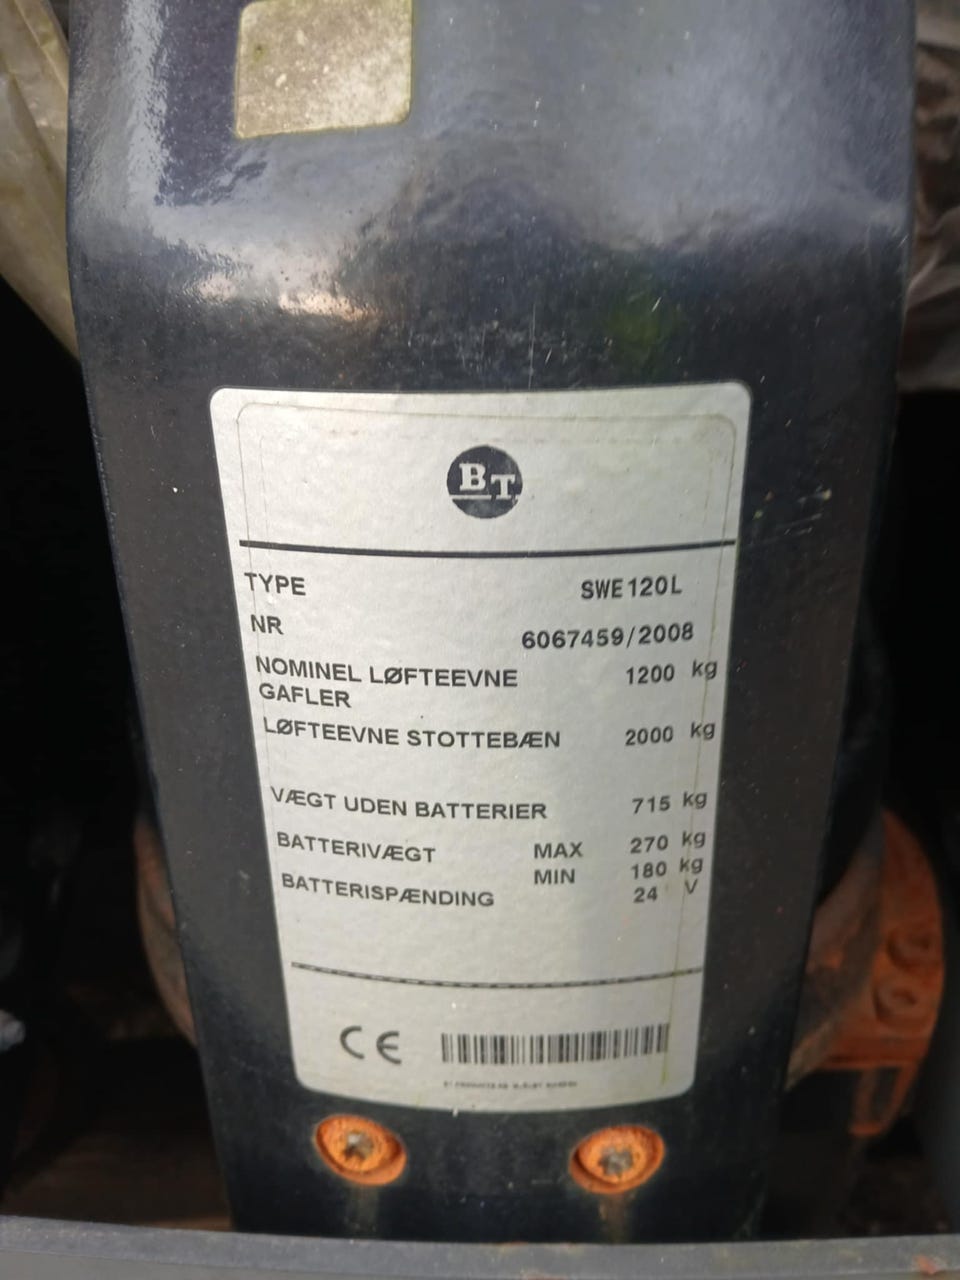 BT
TYPE SWE120L
NR 6067459/2008
NOMINEL LØFTEEVNE 1200 kg
GAFLER
LØFTEEVNE STOTTEBÆN 2000 kg
VÆGT UDEN BATTERIER 715 kg
BATTERIVÆGT MAX 270 kg
MIN 180 kg
BATTERISPÆNDING 24 V
CE